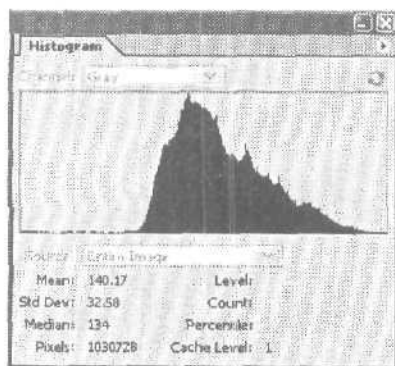 Histogram
Channel: Gray
Source: Entire Image
Mean: 140.17 Level:
Std Dev: 32.58 Count:
Median: 134 Percentile:
Pixels: 1030728 Cache Level: 1